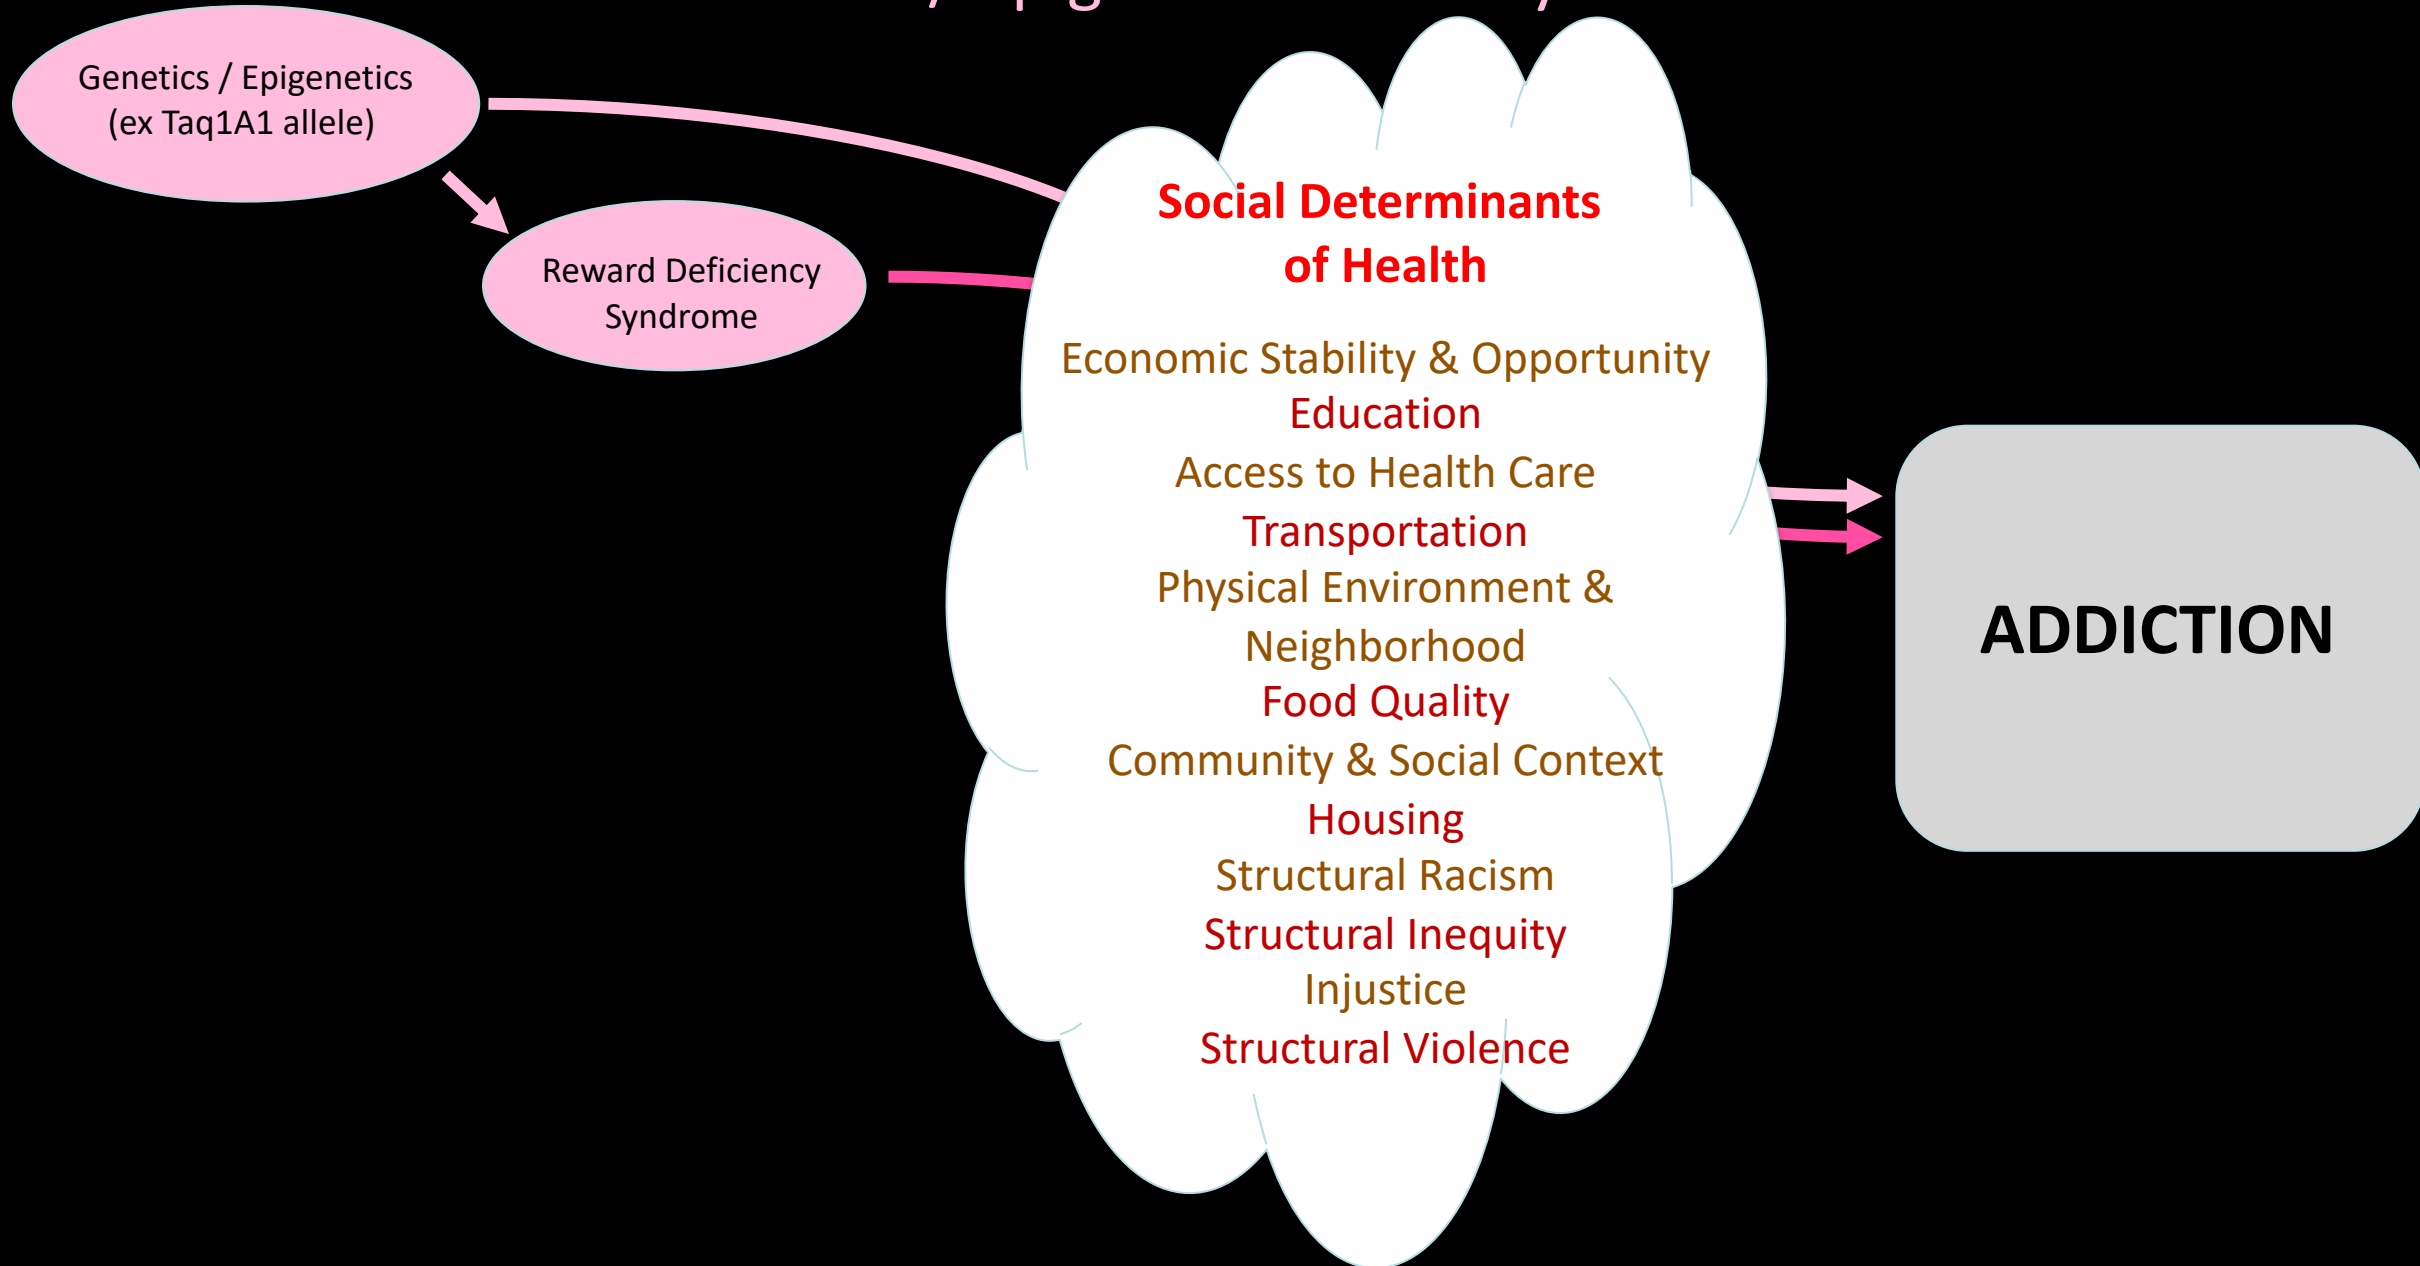 Genetics / Epigenetics
(ex Taq1A1 allele)
Reward Deficiency
Syndrome
Social Determinants
of Health
Economic Stability & Opportunity
Education
Access to Health Care
Transportation
Physical Environment &
Neighborhood
Food Quality
Community & Social Context
Housing
Structural Racism
Structural Inequity
Injustice
Structural Violence
ADDICTION